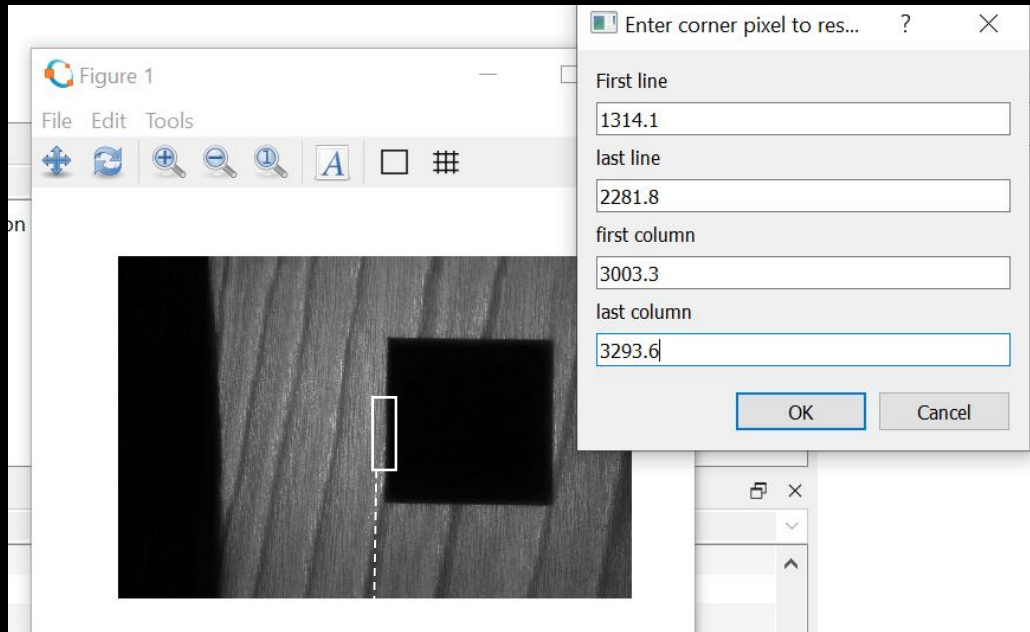 Enter corner pixel to res...
?
First line
1314.1
last line
2281.8
first column
3003.3
last column
3293.6
OK
Cancel
Figure 1
File Edit Tools
1
A
on